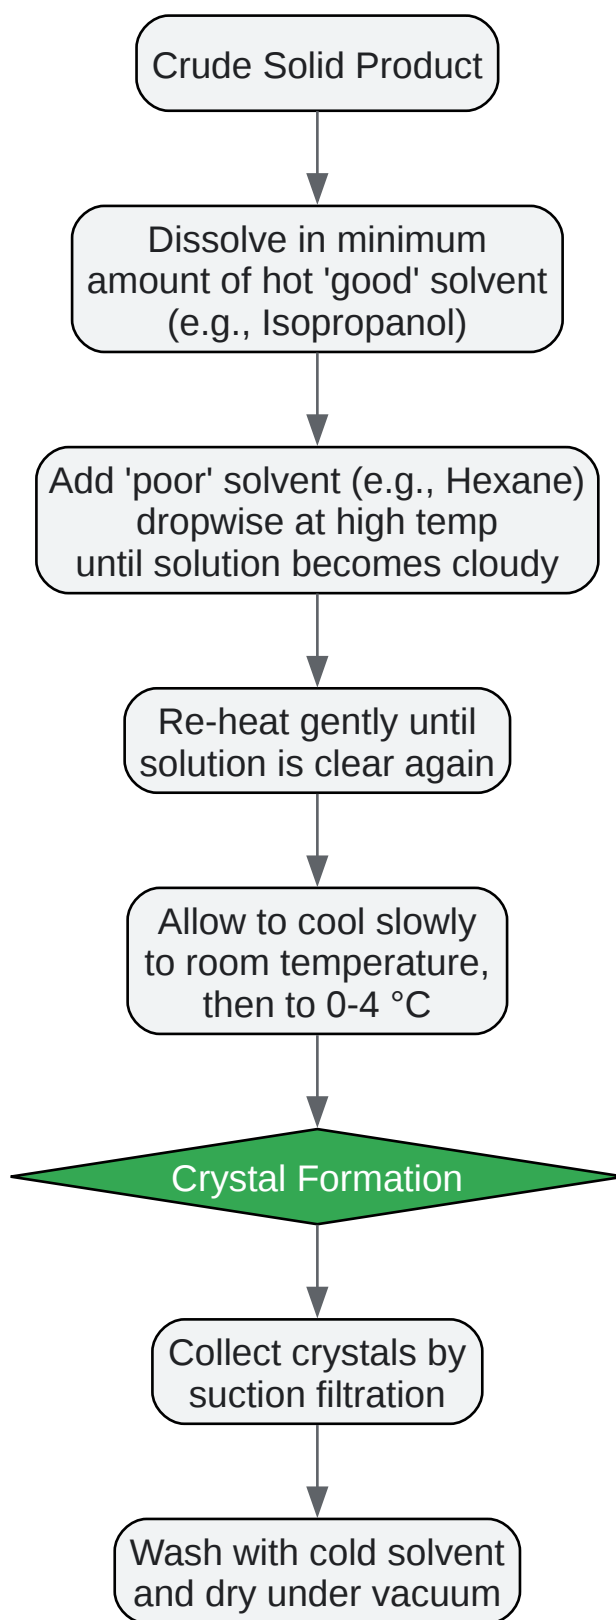 Crude Solid Product
Dissolve in minimum
amount of hot 'good' solvent
(e.g., Isopropanol)
Add 'poor' solvent (e.g., Hexane)
dropwise at high temp
until solution becomes cloudy
Re-heat gently until
solution is clear again
Allow to cool slowly
to room temperature,
then to 0-4 °C
Crystal Formation
Collect crystals by
suction filtration
Wash with cold solvent
and dry under vacuum